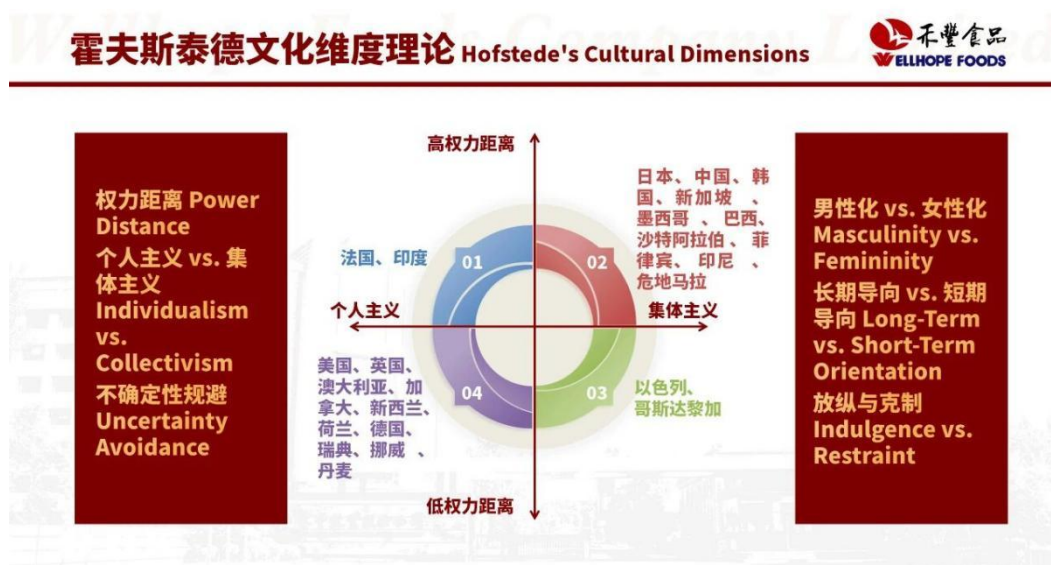 霍夫斯泰德文化维度理论 Hofstede's Cultural Dimensions
禾豐食品
WELLHOPE FOODS
权力距离 Power
Distance
个人主义 vs. 集
体主义
Individualism
vs.
Collectivism
不确定性规避
Uncertainty
Avoidance
高权力距离
法国、印度
01
02
日本、中国、韩
国、新加坡 、
墨西哥 、巴西、
沙特阿拉伯 、菲
律宾、印尼 、
危地马拉
个人主义
集体主义
美国、英国、
澳大利亚、加
拿大、新西兰、
荷兰、德国、
瑞典、挪威 、
丹麦
04
03
以色列、
哥斯达黎加
低权力距离
男性化 vs. 女性化
Masculinity vs.
Femininity
长期导向 vs. 短期
导向 Long-Term
vs. Short-Term
Orientation
放纵与克制
Indulgence vs.
Restraint